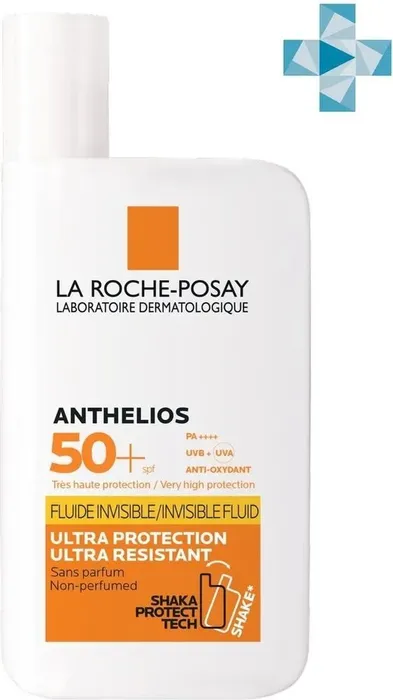 LA ROCHE-POSAY
LABORATOIRE DERMATOLOGIQUE
ANTHELIOS
50+ spf
PA ++++
UVB + UVA
ANTI-OXYDANT
Très haute protection / Very high protection
FLUIDE INVISIBLE/INVISIBLE FLUID
ULTRA PROTECTION
ULTRA RESISTANT
Sans parfum
Non-perfumed
SHAKA
PROTECT
TECH
SHAKE*